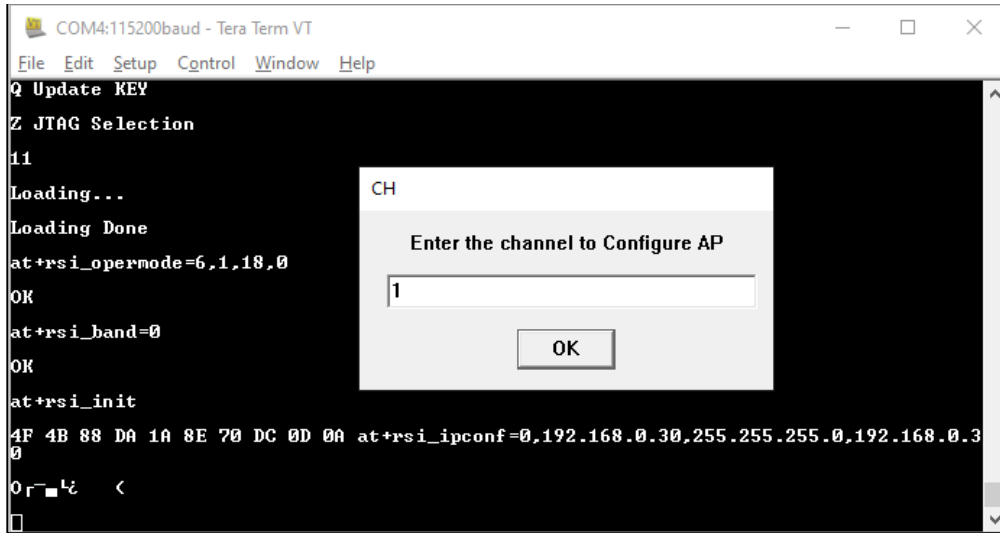 COM4:115200baud - Tera Term VT
File Edit Setup Control Window Help
Q Update KEY
Z JTAG Selection
11
Loading...
Loading Done
at+rsi_opermode=6,1,18,0
OK
at+rsi_band=0
OK
at+rsi_init
4F 4B 88 DA 1A 8E 70 DC 0D 0A at+rsi_ipconf=0,192.168.0.30,255.255.255.0,192.168.0.3
0
CH
Enter the channel to Configure AP
1
OK